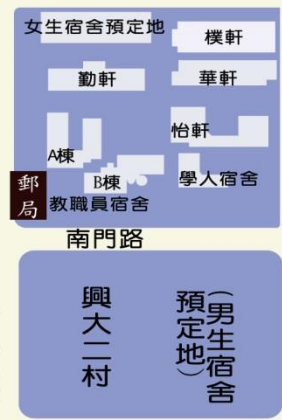 女生宿舍預定地
樸軒
勤軒
華軒
怡軒
A棟
B棟
學人宿舍
郵局
教職員宿舍
南門路
興大二村
(男生宿舍
預定地)